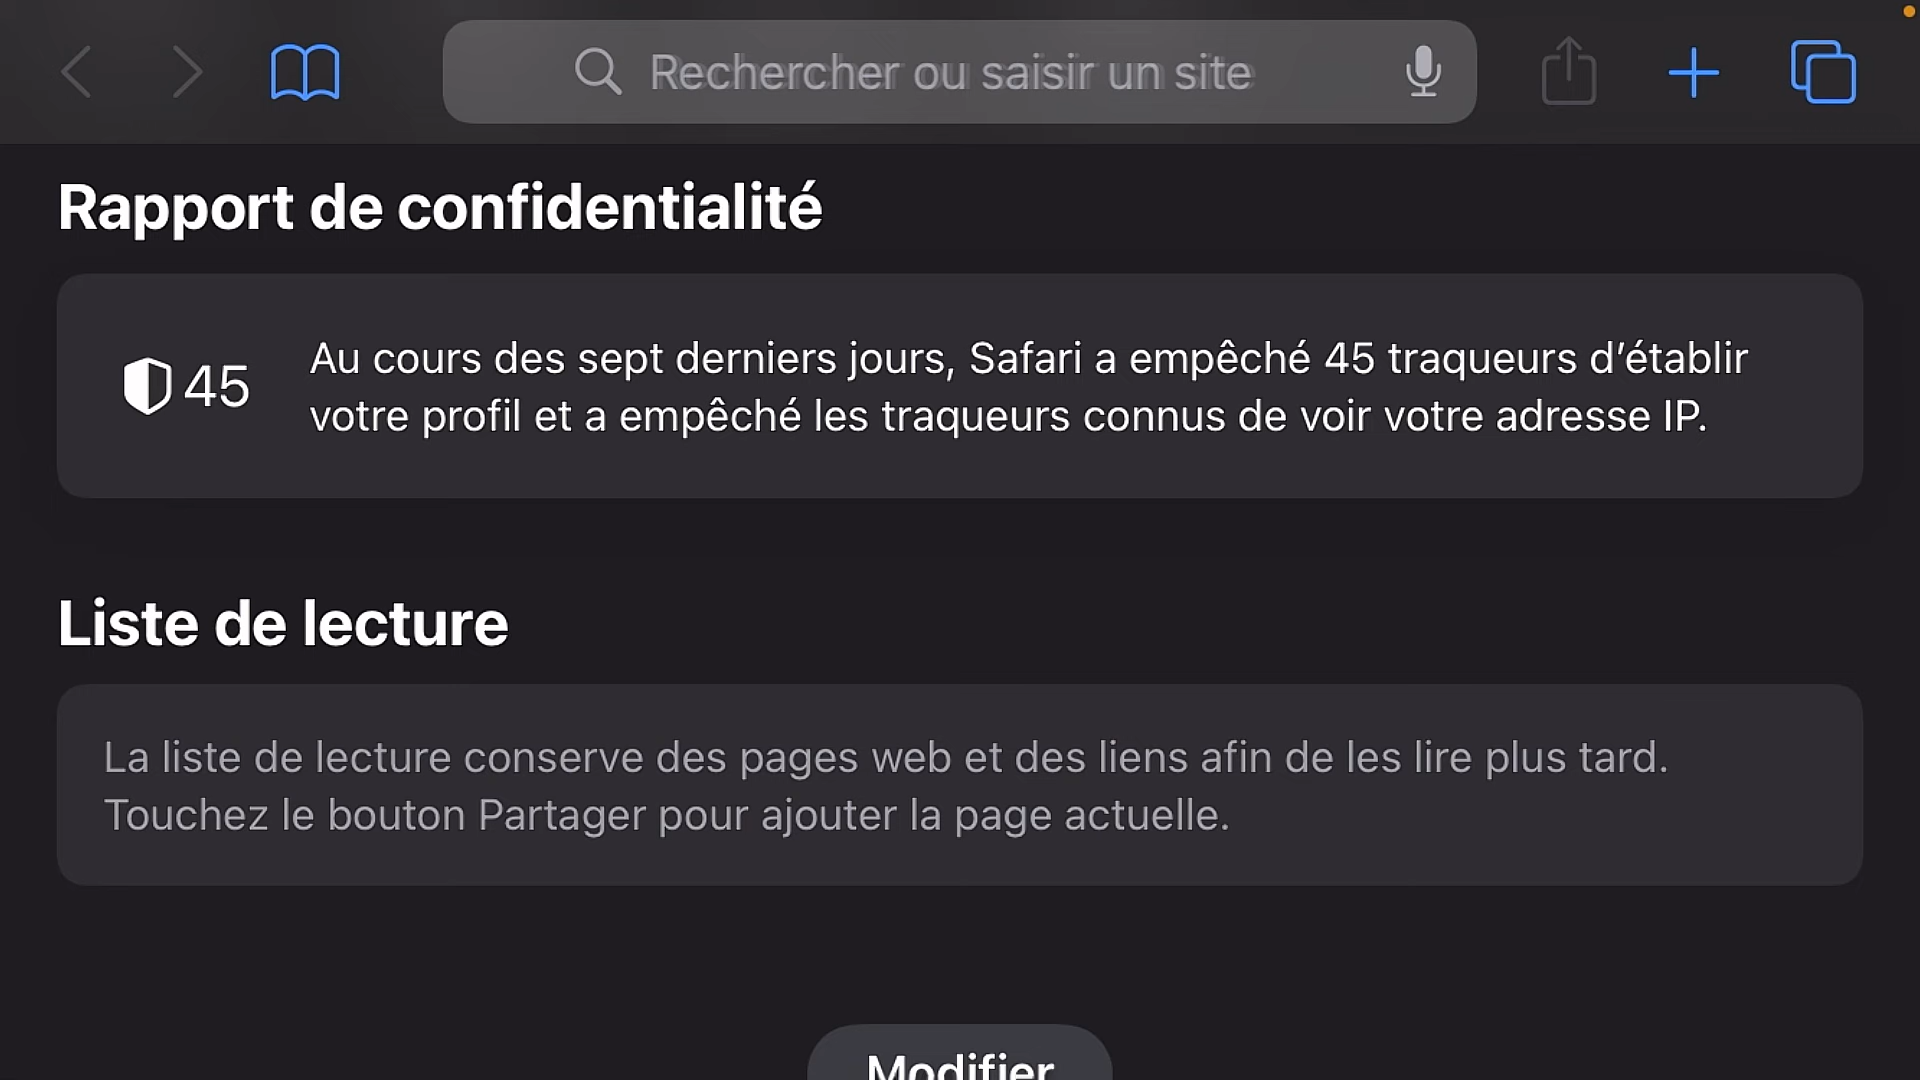 Rechercher ou saisir un site
Rapport de confidentialité
45
Au cours des sept derniers jours, Safari a empêché 45 traqueurs d’établir
votre profil et a empêché les traqueurs connus de voir votre adresse IP.
Liste de lecture
La liste de lecture conserve des pages web et des liens afin de les lire plus tard.
Touchez le bouton Partager pour ajouter la page actuelle.
Modifier